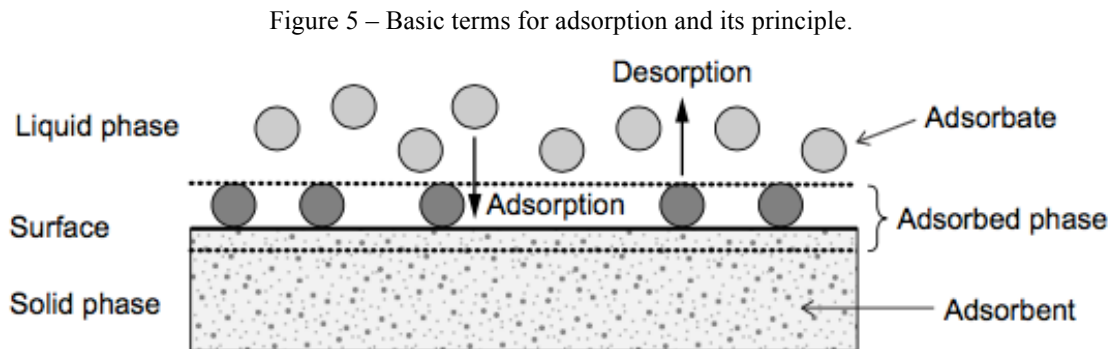 Figure 5 – Basic terms for adsorption and its principle.
Desorption
Liquid phase
Adsorbate
Adsorption
Adsorbed phase
Surface
Solid phase
Adsorbent